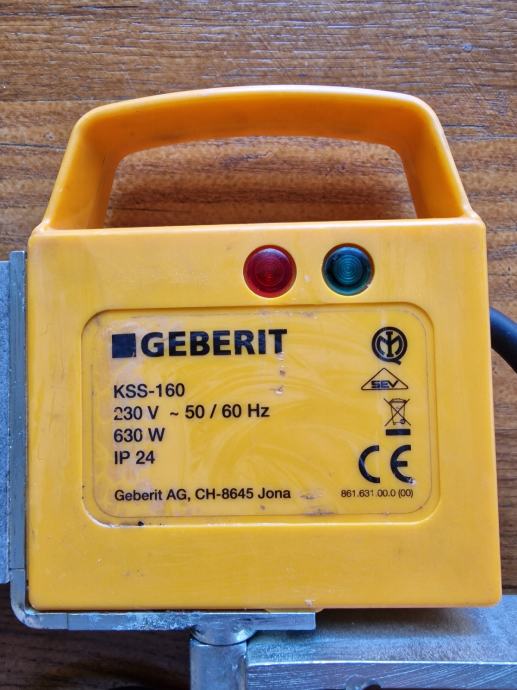 GEBERIT
KSS-160
230 V ~ 50 / 60 Hz
630 W
IP 24
Geberit AG, CH-8645 Jona
SEV
CE
861.631.00.0 (00)